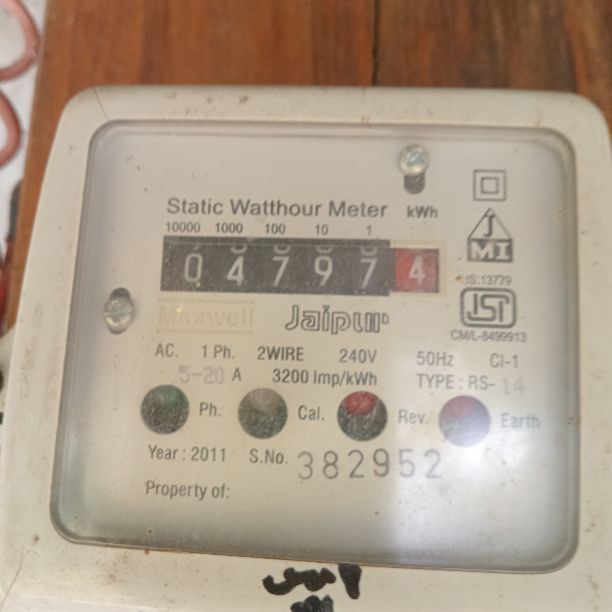 Static Watthour Meter kWh
10000 1000 100 10 1
0 4 7 9 7 4
JMI
IS:13779
Maxwell Jaipur
ISI
CM/L-8499913
AC. 1 Ph. 2WIRE 240V 50Hz Cl-1
5-20 A 3200 Imp/kWh TYPE : RS-14
Ph. Cal. Rev. Earth
Year : 2011 S.No. 382952
Property of: